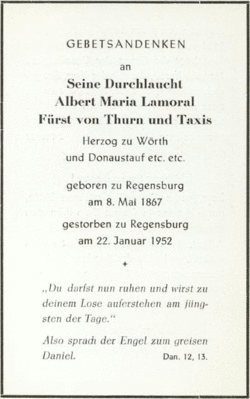 GEBETSANDENKEN
an
Seine Durchlaucht
Albert Maria Lamoral
Fürst von Thurn und Taxis
Herzog zu Wörth
und Donaustauf etc. etc.
geboren zu Regensburg
am 8. Mai 1867
gestorben zu Regensburg
am 22. Januar 1952
„Du darfst nun ruhen und wirst zu
deinem Lose auferstehen am jüng-
sten der Tage.“
Also sprach der Engel zum greisen
Daniel. Dan. 12, 13.